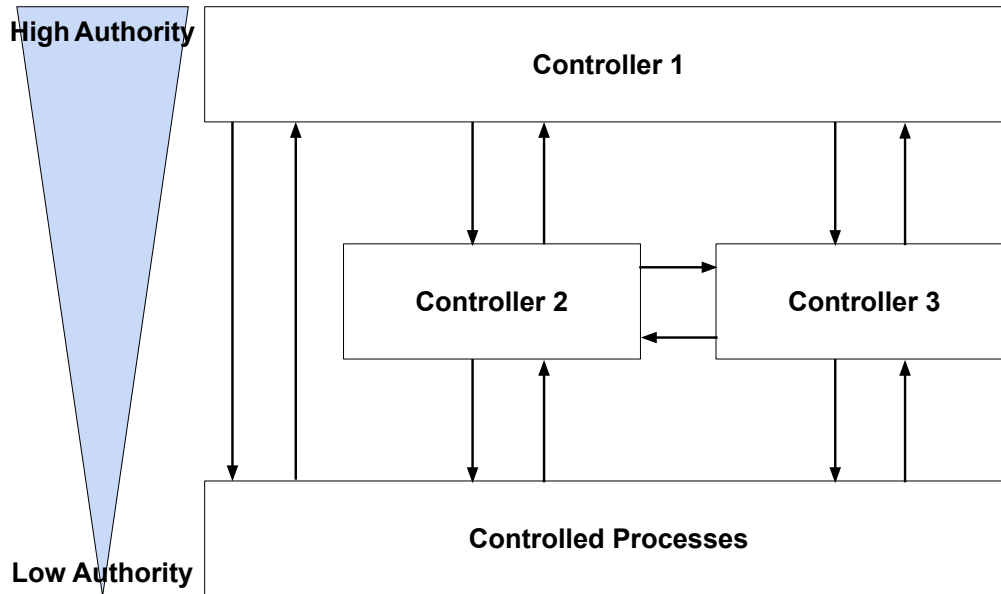 High Authority
Controller 1
Controller 2
Controller 3
Controlled Processes
Low Authority